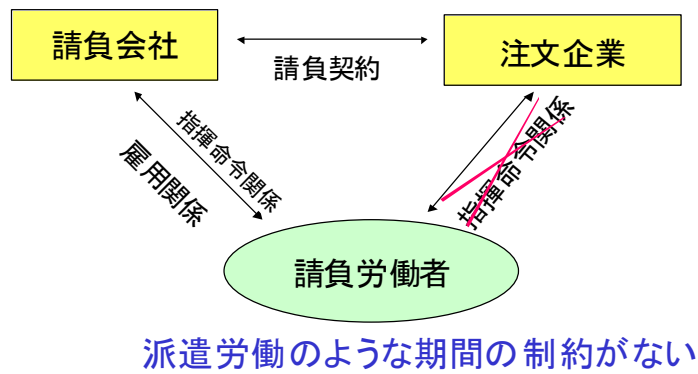 請負会社
注文企業
請負契約
指揮命令関係
雇用関係
指揮命令関係
請負労働者
派遣労働のような期間の制約がない